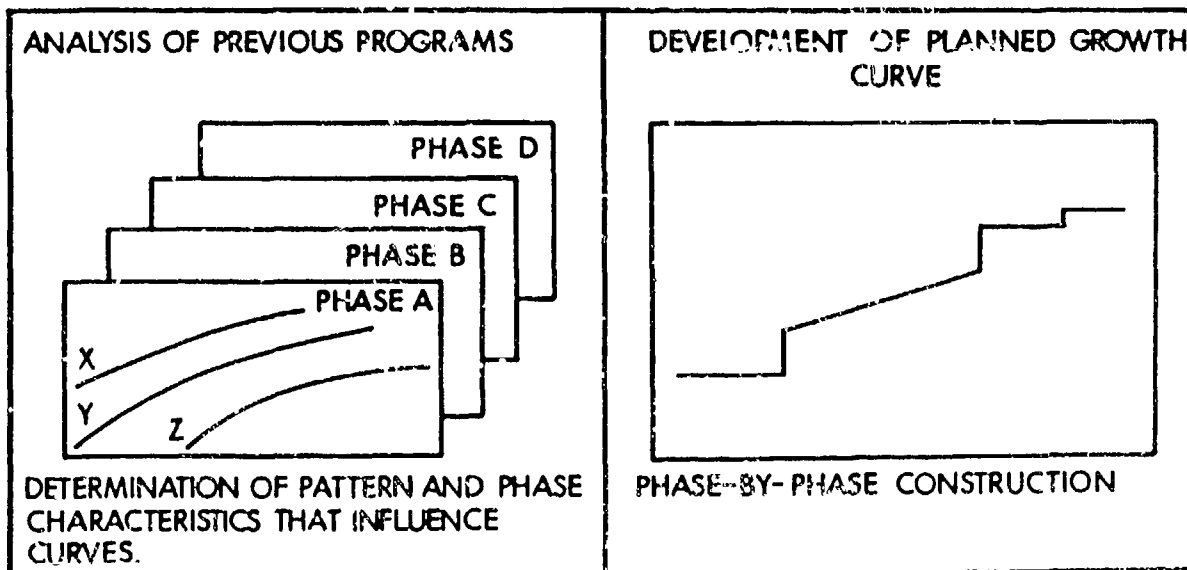 ANALYSIS OF PREVIOUS PROGRAMS
PHASE D
PHASE C
PHASE B
PHASE A
X
Y
Z
DETERMINATION OF PATTERN AND PHASE
CHARACTERISTICS THAT INFLUENCE
CURVES.
DEVELOPMENT OF PLANNED GROWTH
CURVE
PHASE-BY-PHASE CONSTRUCTION